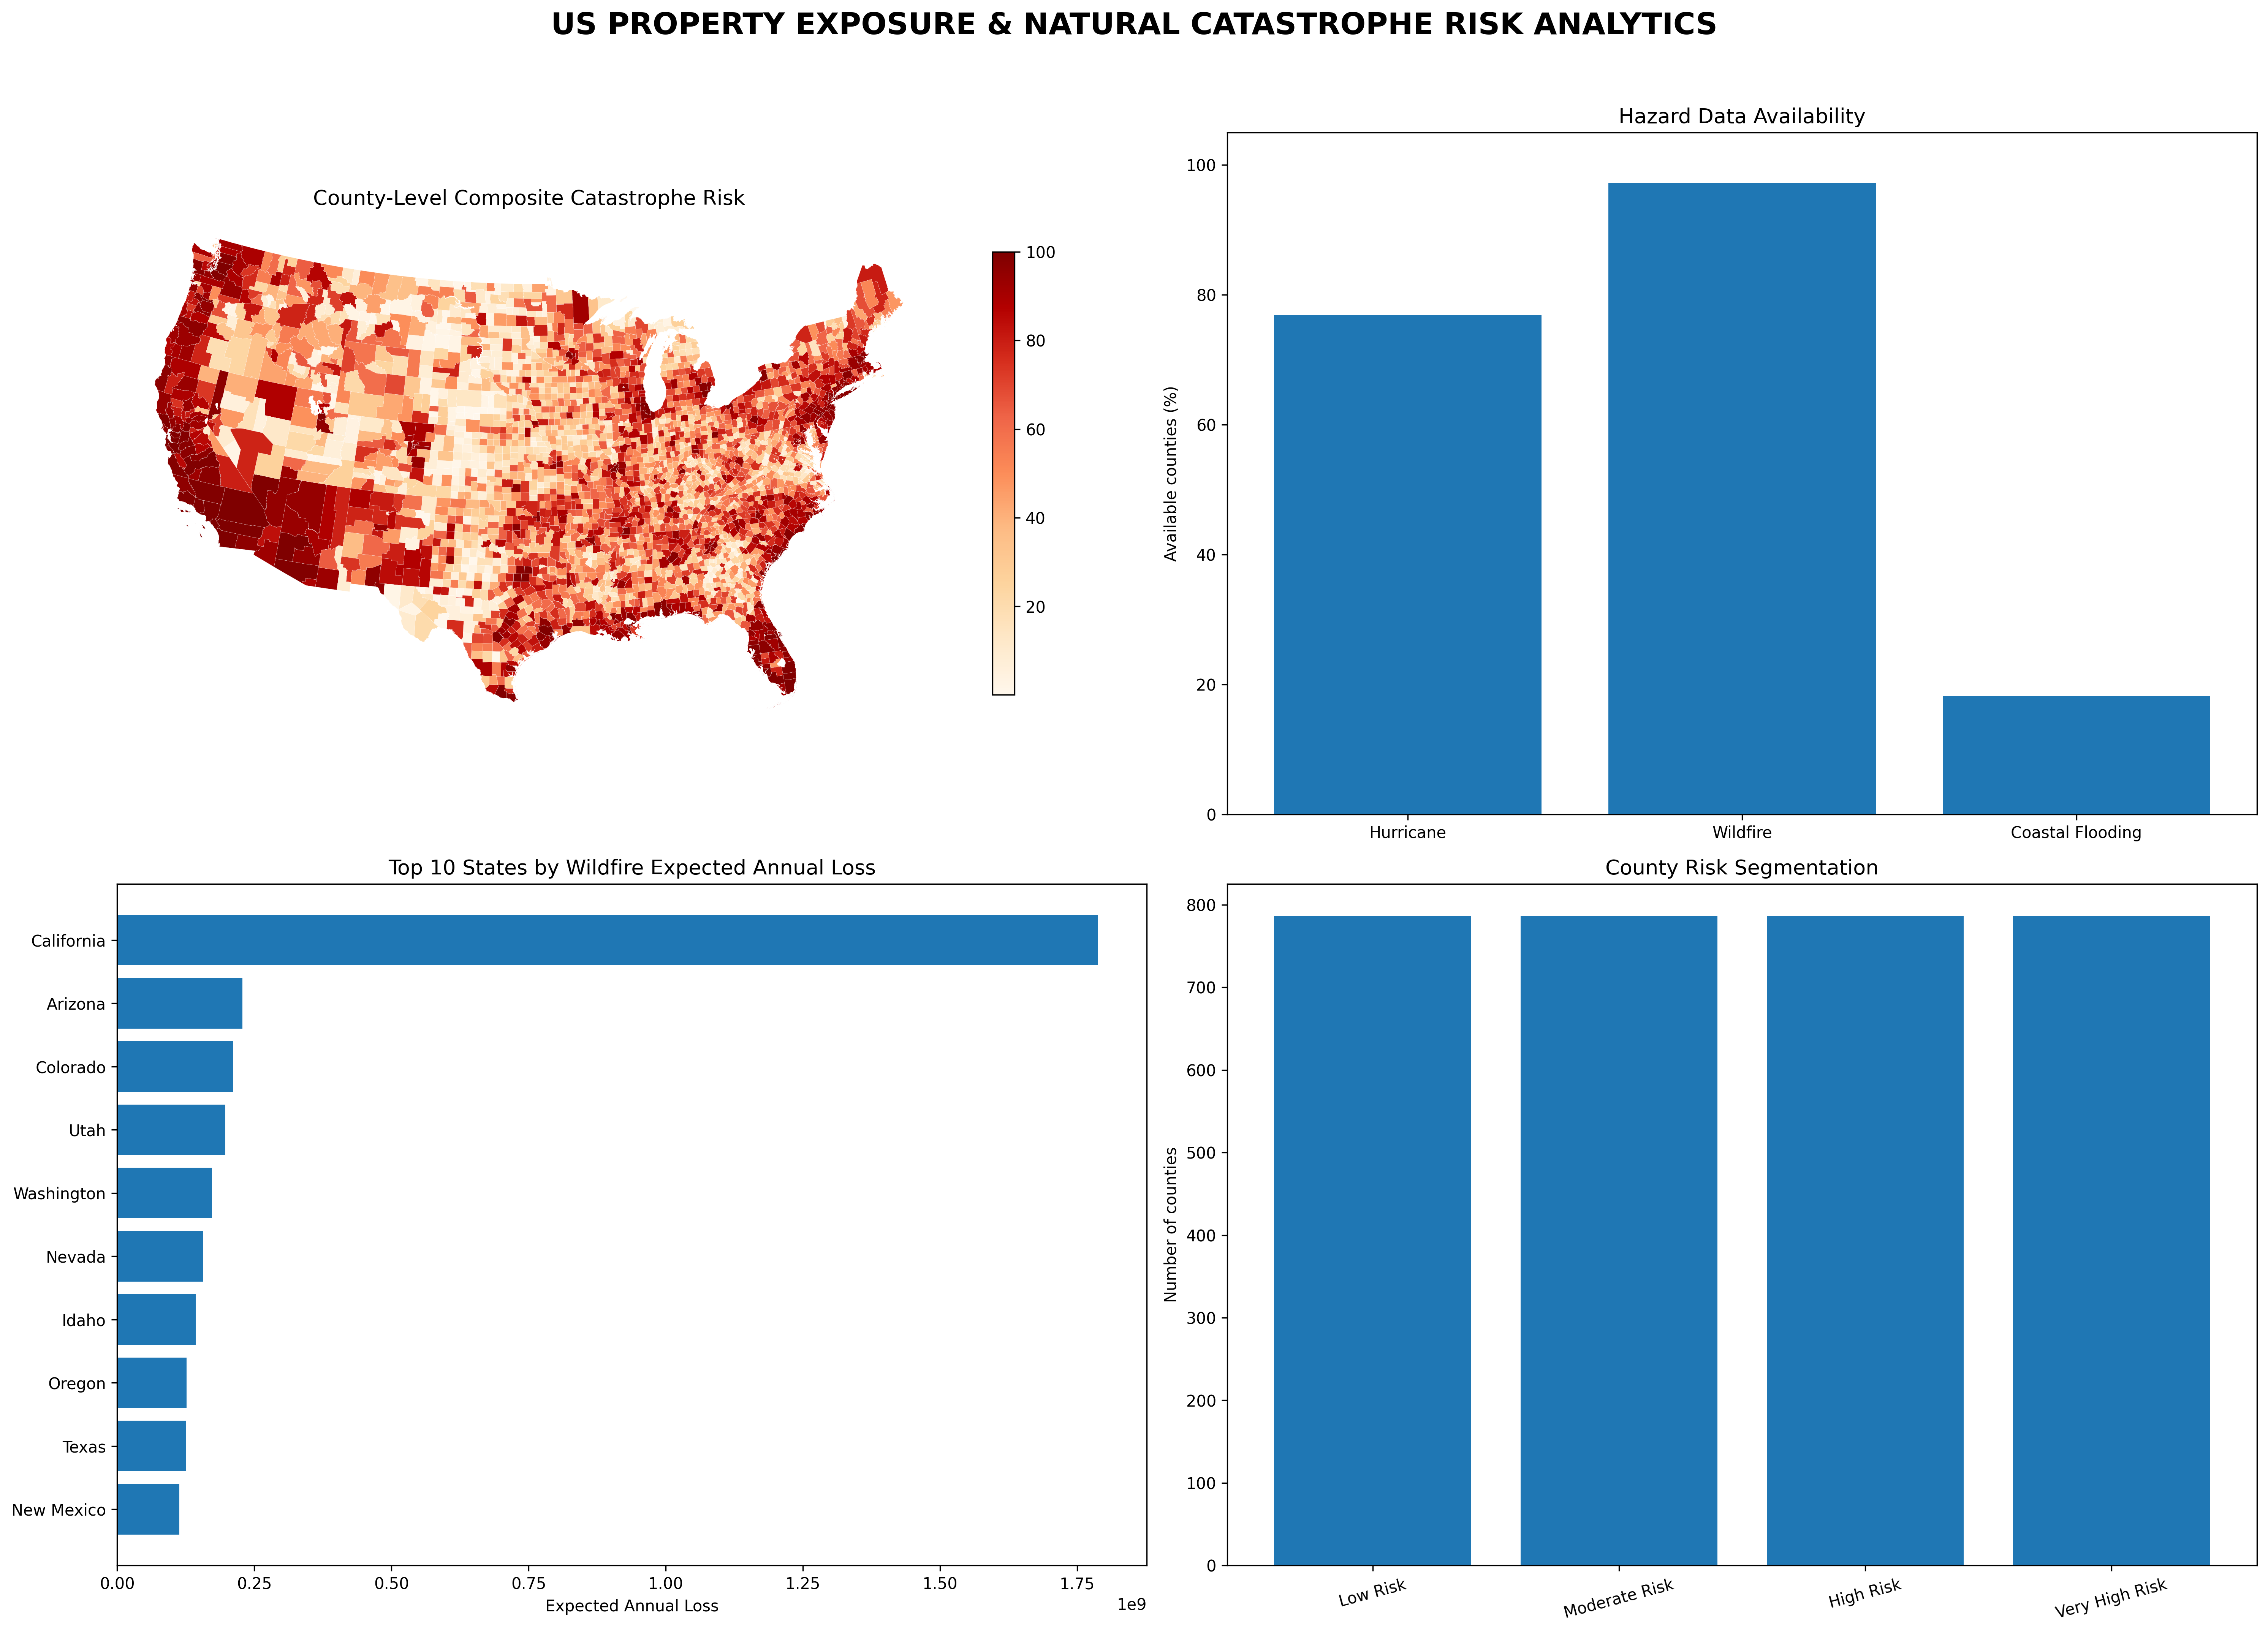 US PROPERTY EXPOSURE & NATURAL CATASTROPHE RISK ANALYTICS
County-Level Composite Catastrophe Risk
100
80
60
40
20
Hazard Data Availability
100
80
60
40
20
0
Available counties (%)
Hurricane
Wildfire
Coastal Flooding
Top 10 States by Wildfire Expected Annual Loss
California
Arizona
Colorado
Utah
Washington
Nevada
Idaho
Oregon
Texas
New Mexico
0.00
0.25
0.50
0.75
1.00
1.25
1.50
1.75
1e9
Expected Annual Loss
County Risk Segmentation
800
700
600
500
400
300
200
100
0
Number of counties
Low Risk
Moderate Risk
High Risk
Very High Risk